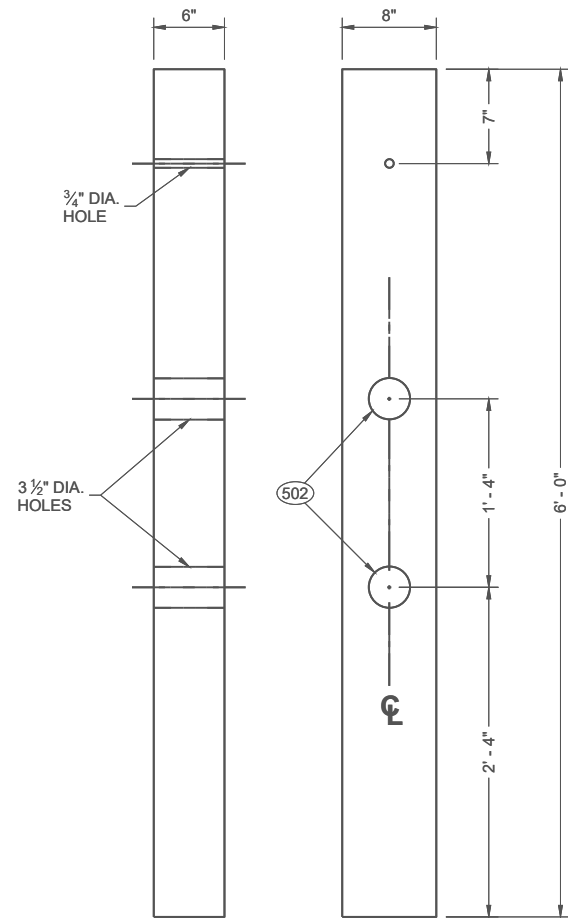 6"
8"
7"
¾" DIA.
HOLE
3 ½" DIA.
HOLES
502
1' - 4"
6' - 0"
2' - 4"
CL